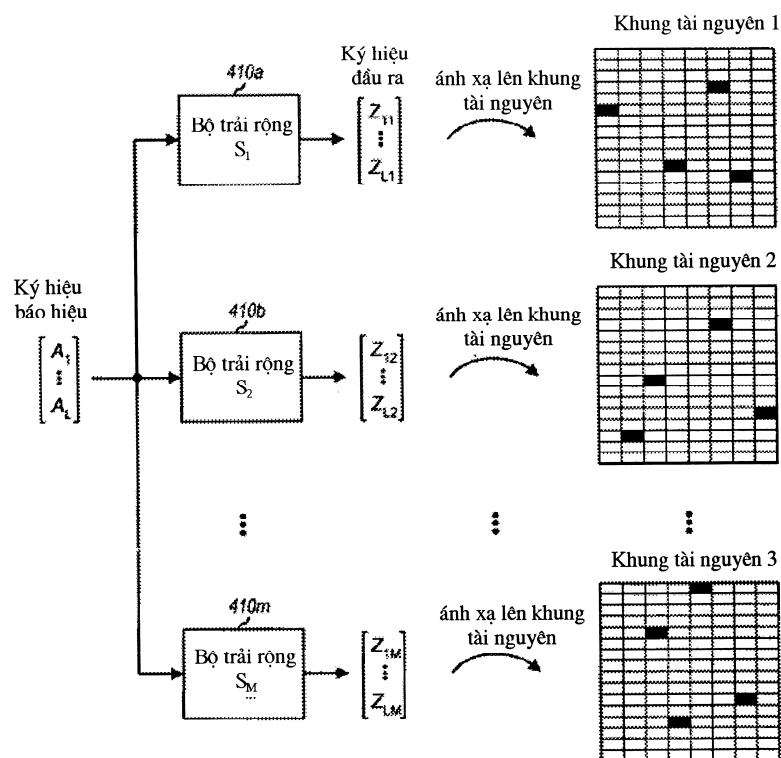 Khung tài nguyên 1
410a
Bộ trải rộng
S1
Ký hiệu
đầu ra
Z11
ZL1
ánh xạ lên khung
tài nguyên
Khung tài nguyên 2
Ký hiệu
báo hiệu
A1
AL
410b
Bộ trải rộng
S2
Z12
ZL2
ánh xạ lên khung
tài nguyên
Khung tài nguyên 3
410m
Bộ trải rộng
SM
Z1M
ZLM
ánh xạ lên khung
tài nguyên